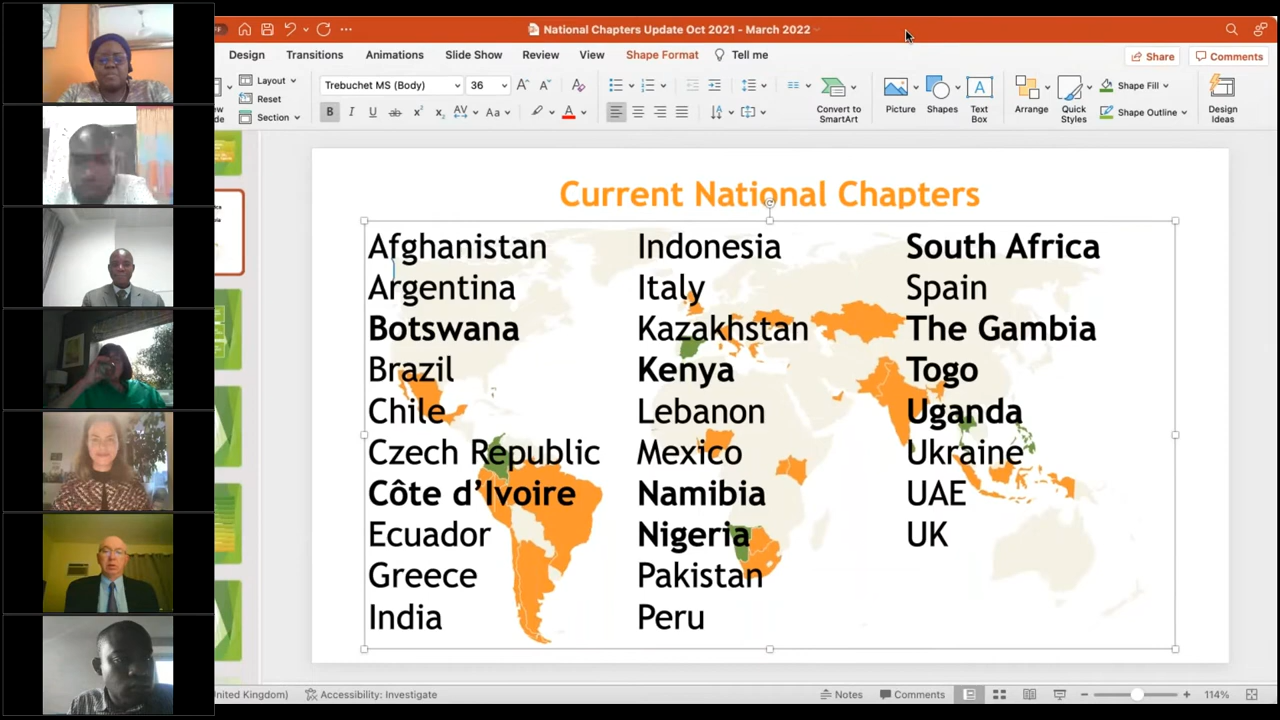 National Chapters Update Oct 2021 - March 2022
Design Transitions Animations Slide Show Review View Shape Format Tell me
Share Comments
Layout
Reset
Section
Trebuchet MS (Body) 36
Convert to SmartArt
Picture Shapes Text Box Arrange Quick Styles
Shape Fill
Shape Outline
Design Ideas
Current National Chapters
Afghanistan
Argentina
Botswana
Brazil
Chile
Czech Republic
Côte d’Ivoire
Ecuador
Greece
India
Indonesia
Italy
Kazakhstan
Kenya
Lebanon
Mexico
Namibia
Nigeria
Pakistan
Peru
South Africa
Spain
The Gambia
Togo
Uganda
Ukraine
UAE
UK
Kingdom) Accessibility: Investigate Notes Comments 114%